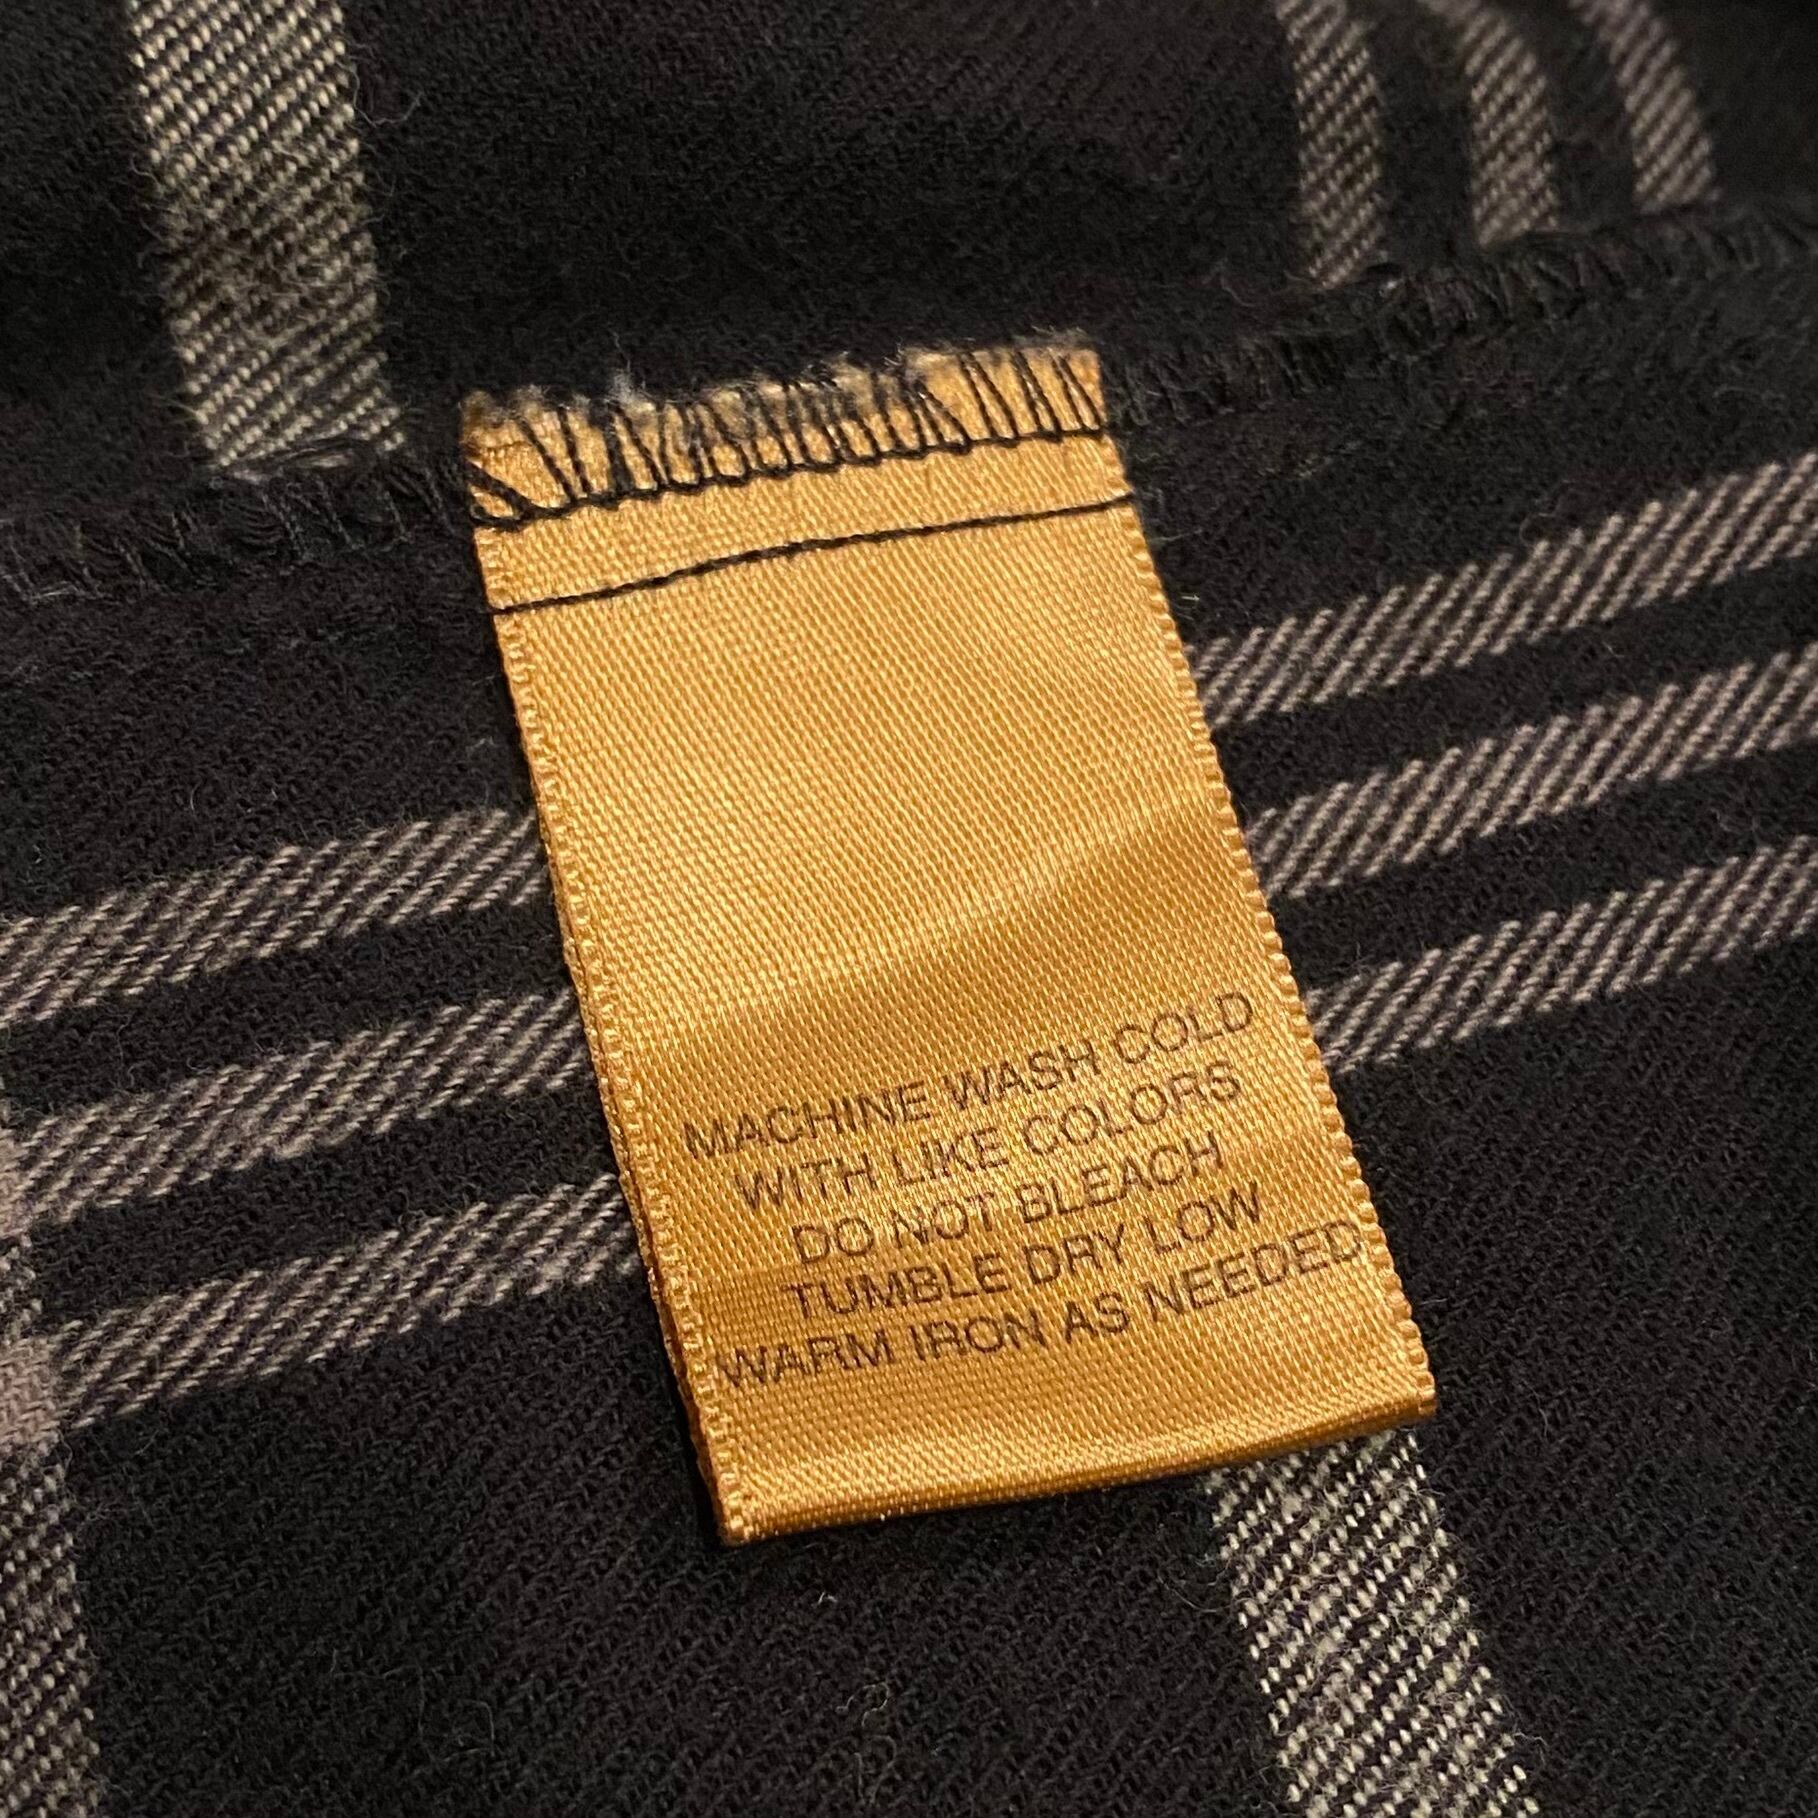 MACHINE WASH COLD
WITH LIKE COLORS
DO NOT BLEACH
TUMBLE DRY LOW
WARM IRON AS NEEDED